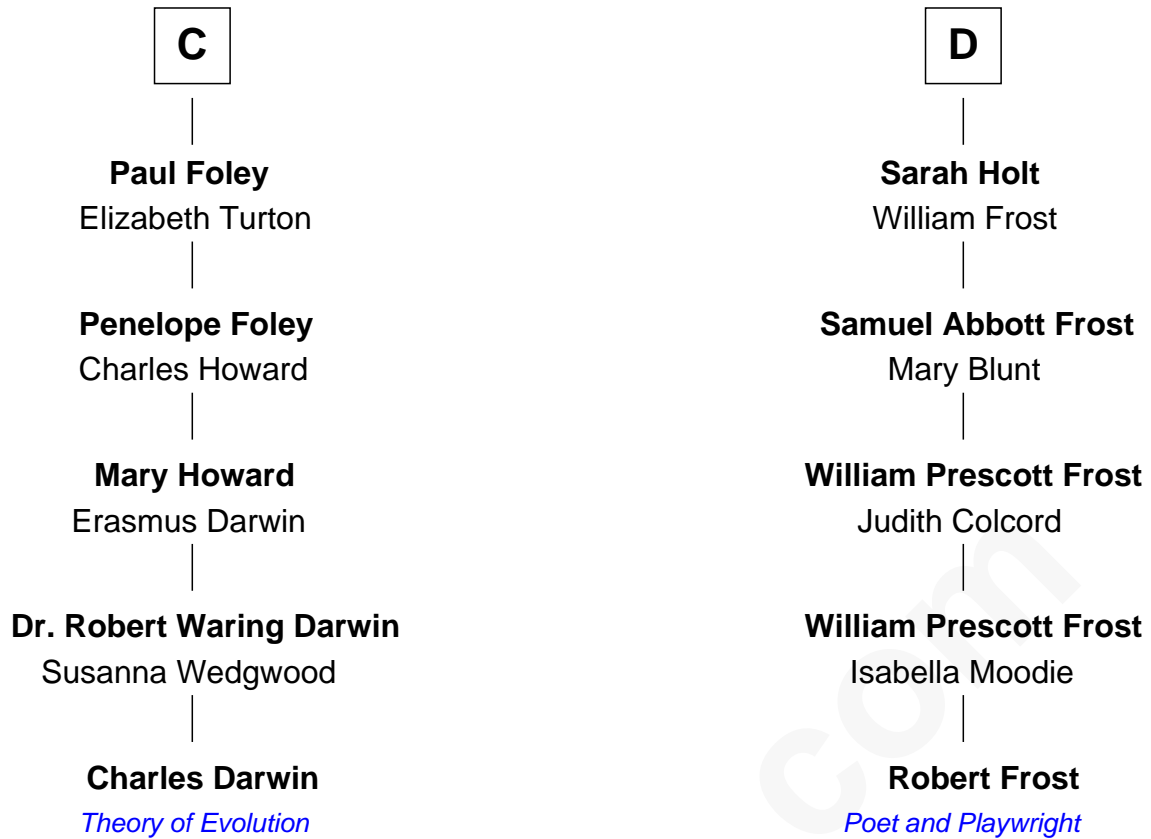 C
Paul Foley
Elizabeth Turton
Penelope Foley
Charles Howard
Mary Howard
Erasmus Darwin
Dr. Robert Waring Darwin
Susanna Wedgwood
Charles Darwin
Theory of Evolution
D
Sarah Holt
William Frost
Samuel Abbott Frost
Mary Blunt
William Prescott Frost
Judith Colcord
William Prescott Frost
Isabella Moodie
Robert Frost
Poet and Playwright
com